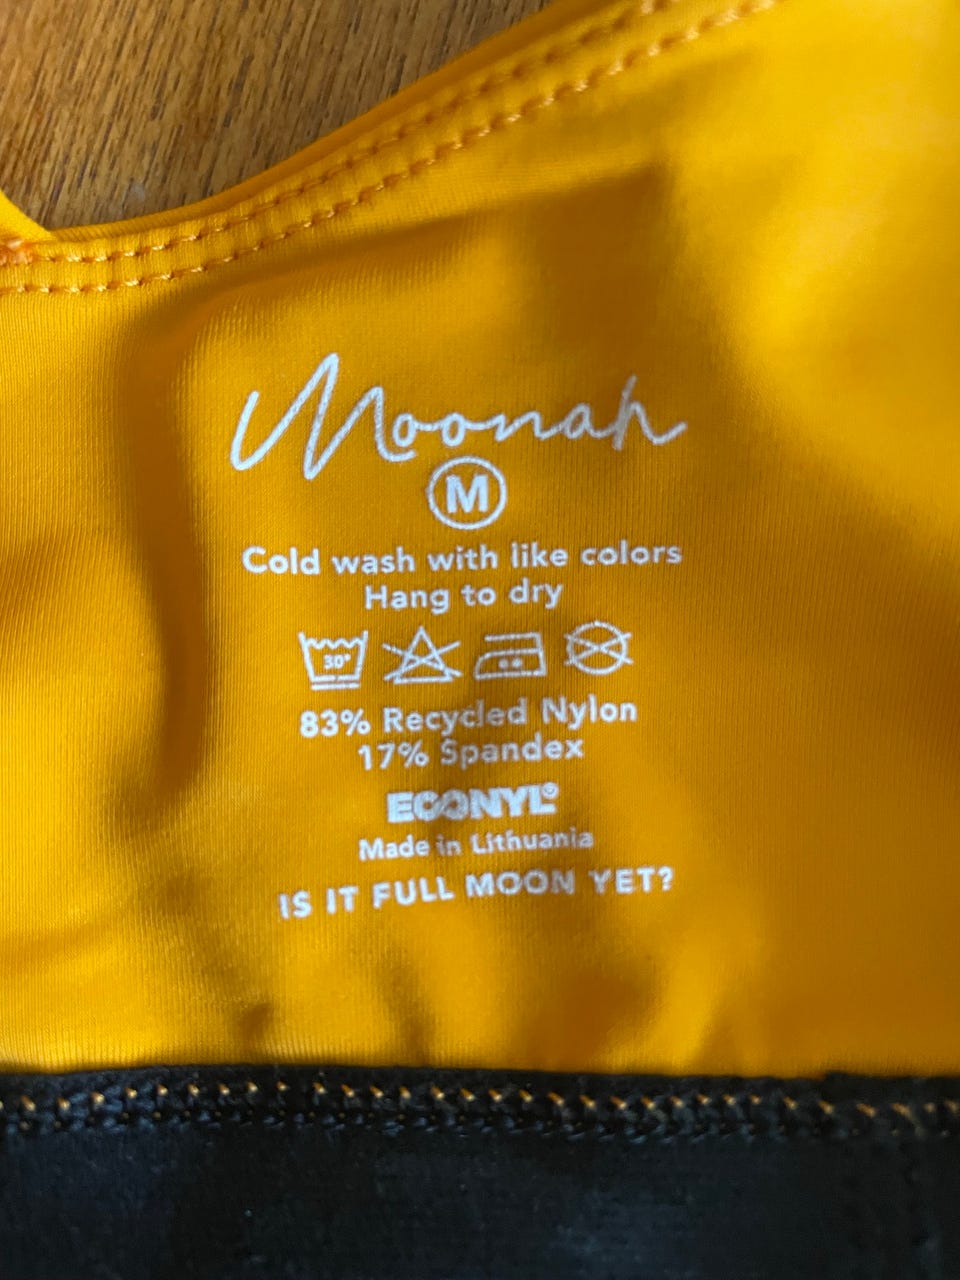 Moonah
M
Cold wash with like colors
Hang to dry
30°
83% Recycled Nylon
17% Spandex
ECONYL®
Made in Lithuania
IS IT FULL MOON YET?